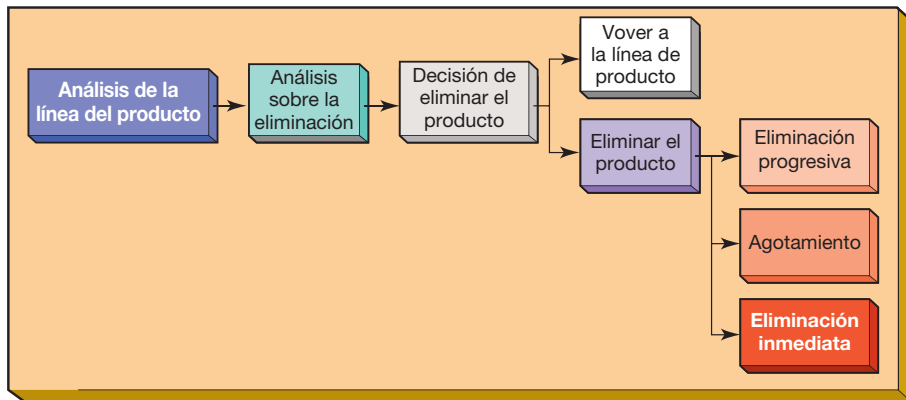 Análisis de la
línea del producto
Análisis
sobre la
eliminación
Decisión de
eliminar el
producto
Vover a
la línea de
producto
Eliminar el
producto
Eliminación
progresiva
Agotamiento
Eliminación
inmediata